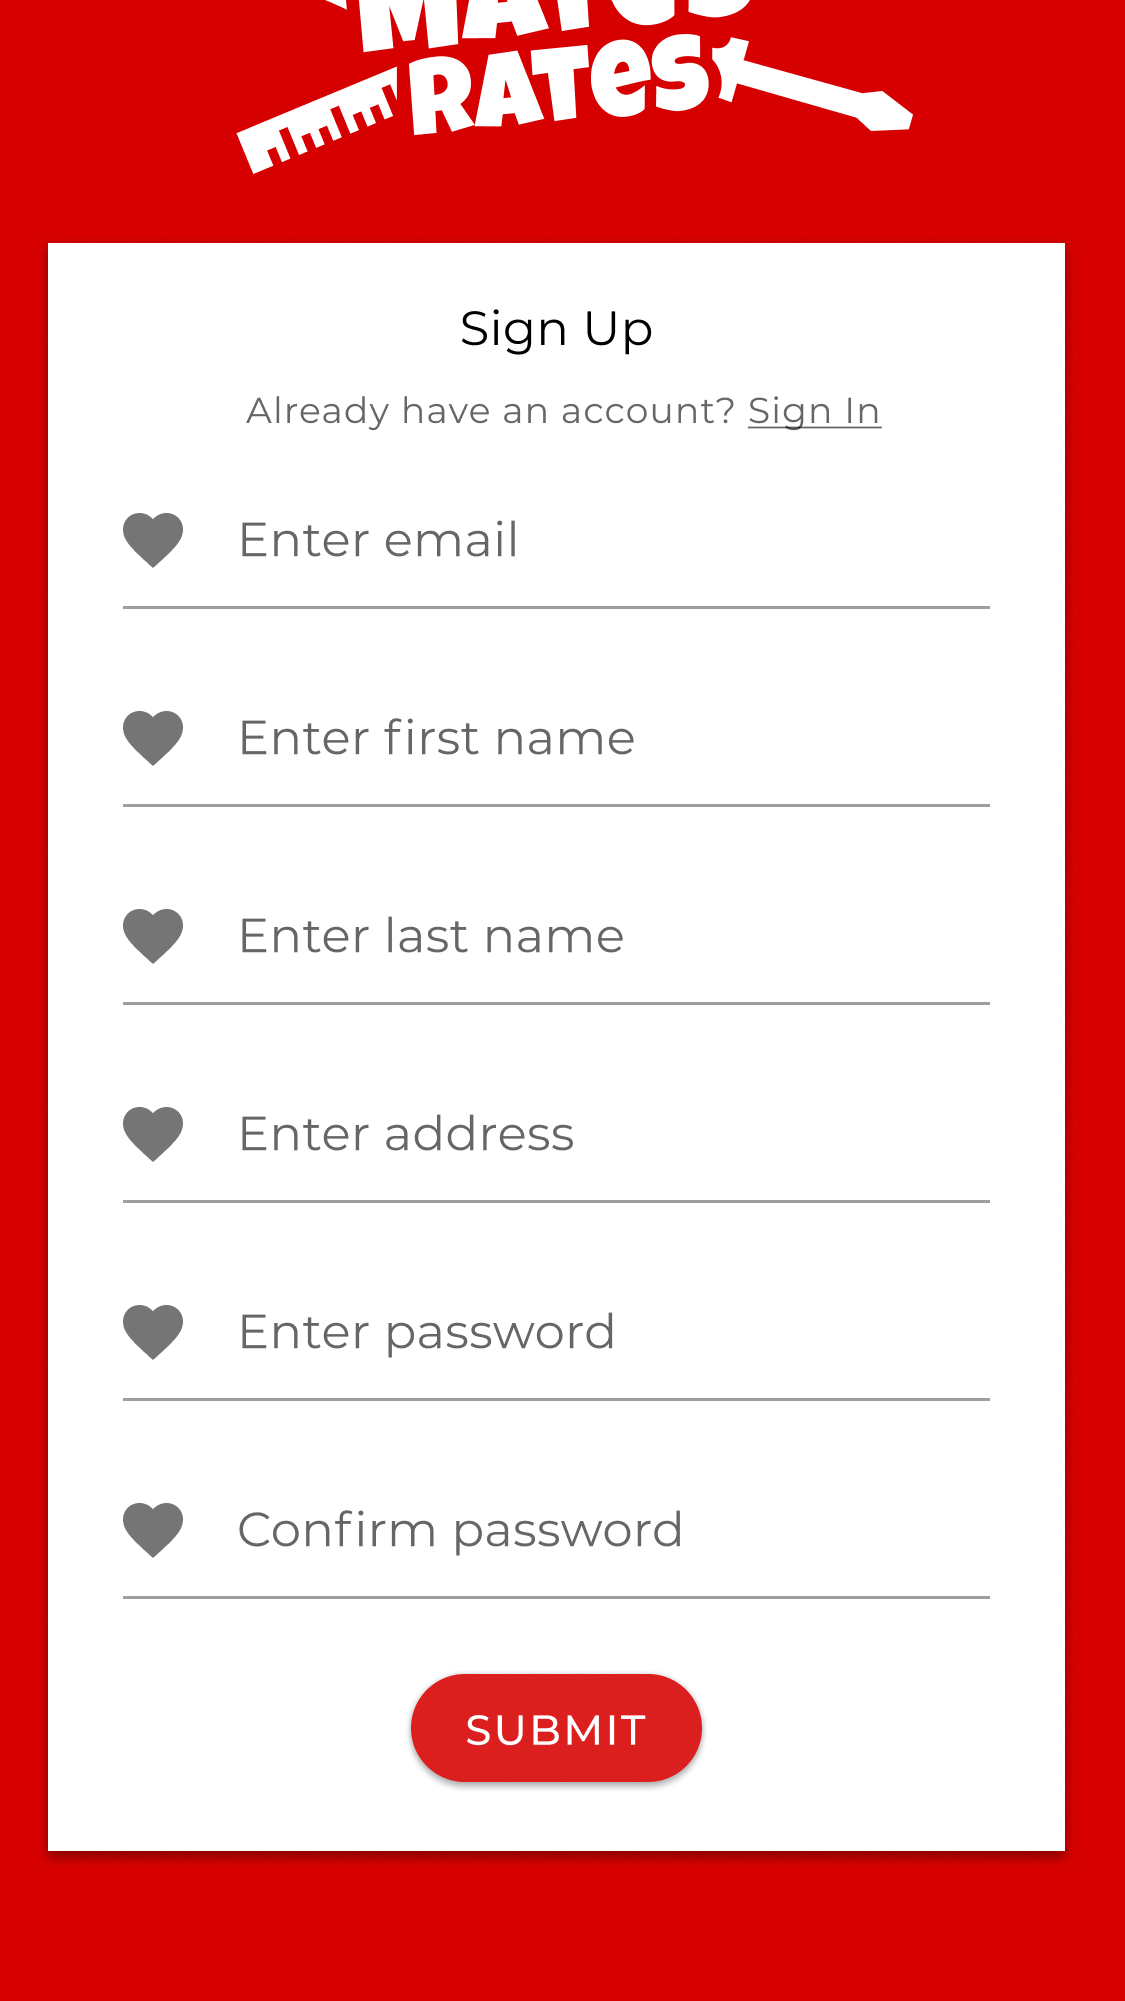 MATES
RATES
Sign Up
Already have an account? Sign In
Enter email
Enter first name
Enter last name
Enter address
Enter password
Confirm password
SUBMIT